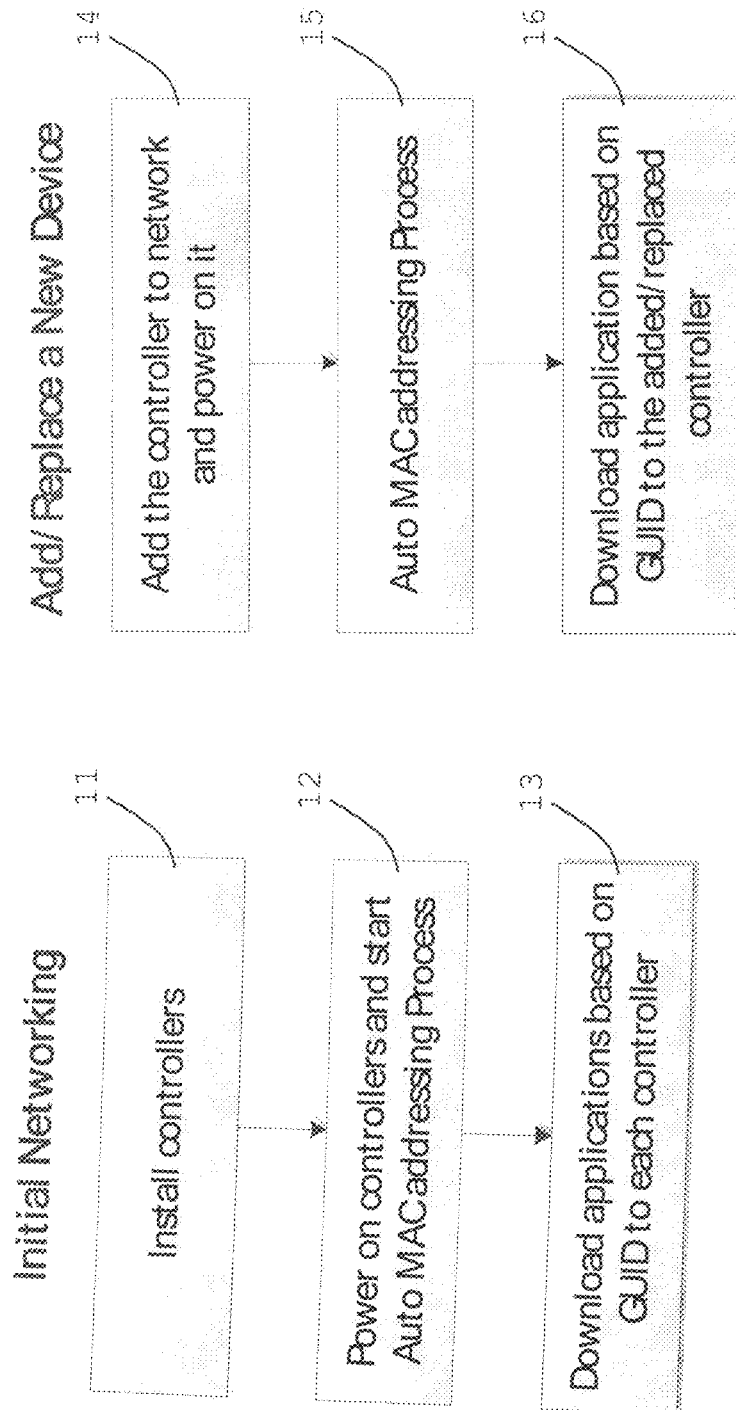 Initial Networking
11
Install controllers
12
Power on controllers and start
Auto MAC addressing Process
13
Download applications based on
GUID to each controller
Add/ Replace a New Device
14
Add the controller to network
and power on it
15
Auto MAC addressing Process
16
Download application based on
GUID to the added/ replaced
controller